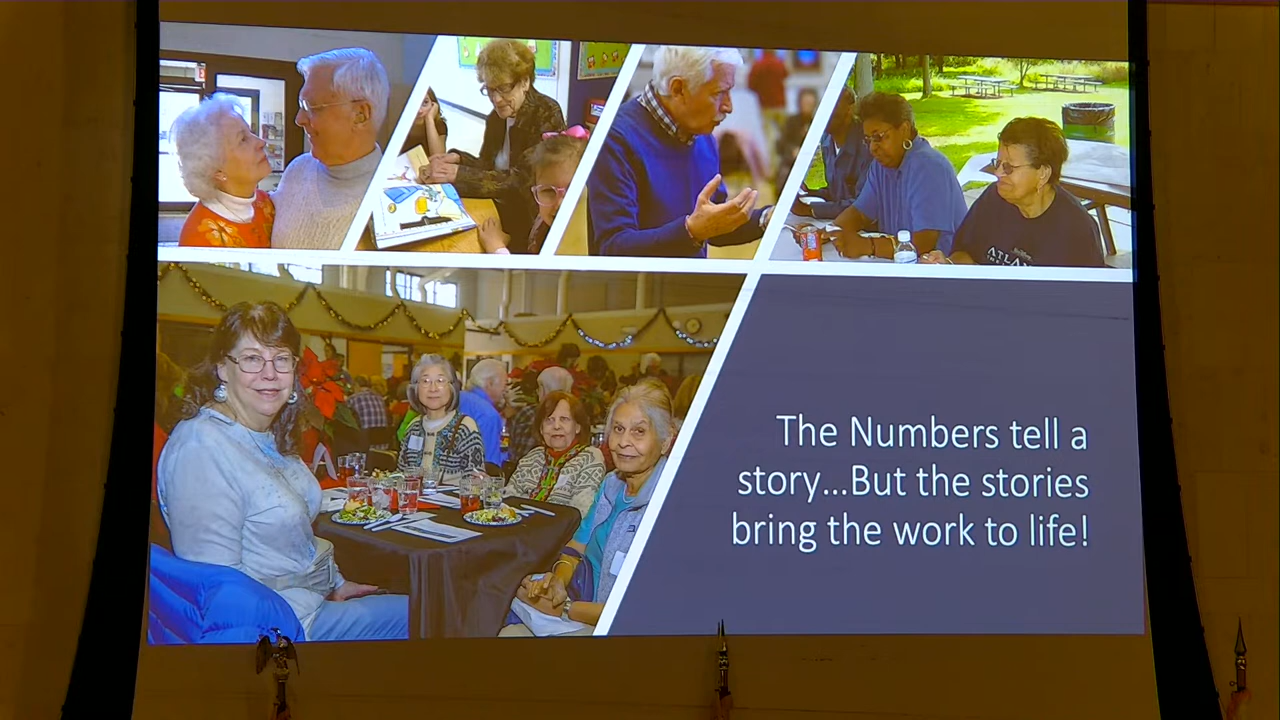 The Numbers tell a
story...But the stories
bring the work to life!